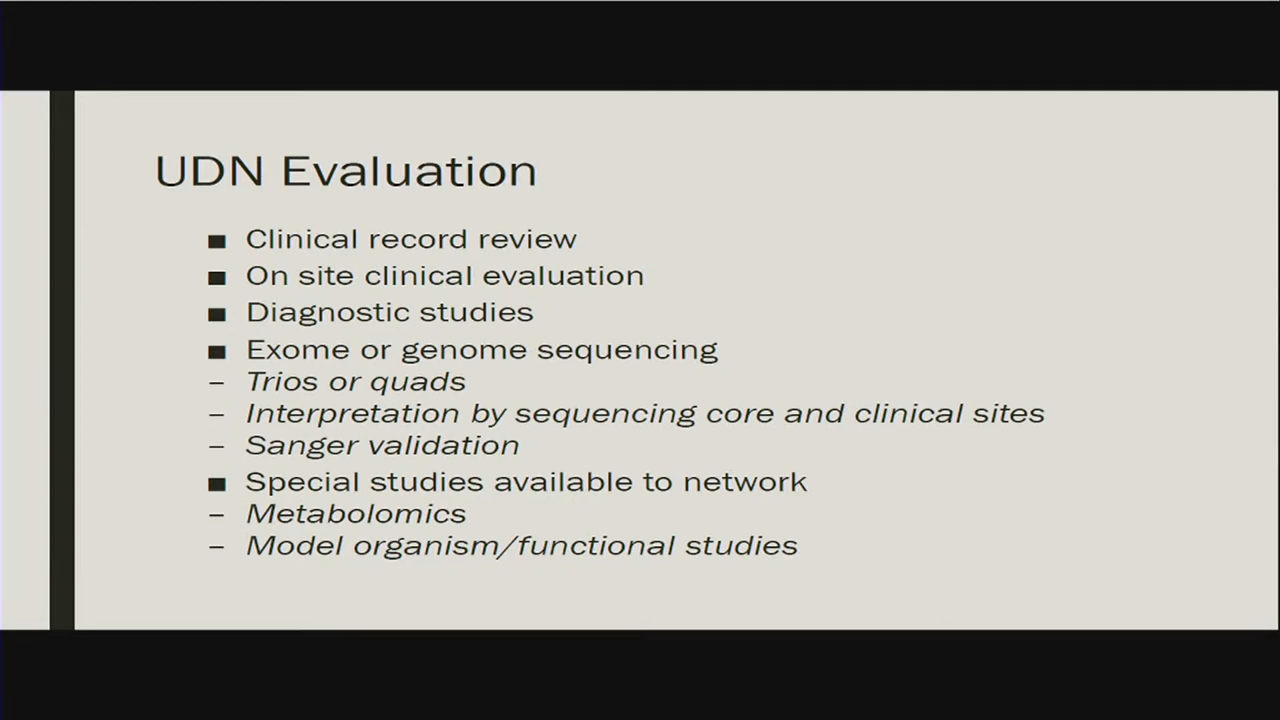 UDN Evaluation
■ Clinical record review
■ On site clinical evaluation
■ Diagnostic studies
■ Exome or genome sequencing
– Trios or quads
– Interpretation by sequencing core and clinical sites
– Sanger validation
■ Special studies available to network
– Metabolomics
– Model organism/functional studies